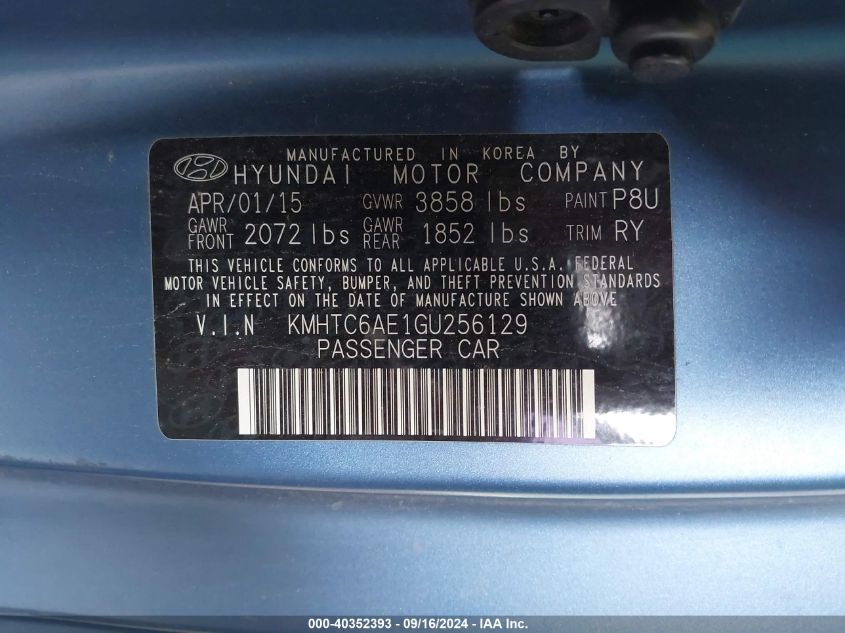 MANUFACTURED IN KOREA BY
HYUNDAI MOTOR COMPANY
APR/01/15 GVWR 3858 lbs PAINT P8U
GAWR FRONT 2072 lbs GAWR REAR 1852 lbs TRIM RY
THIS VEHICLE CONFORMS TO ALL APPLICABLE U.S.A. FEDERAL
MOTOR VEHICLE SAFETY, BUMPER, AND THEFT PREVENTION STANDARDS
IN EFFECT ON THE DATE OF MANUFACTURE SHOWN ABOVE.
V.I.N KMHTC6AE1GU256129
PASSENGER CAR
000-40352393 - 09/16/2024 - IAA Inc.